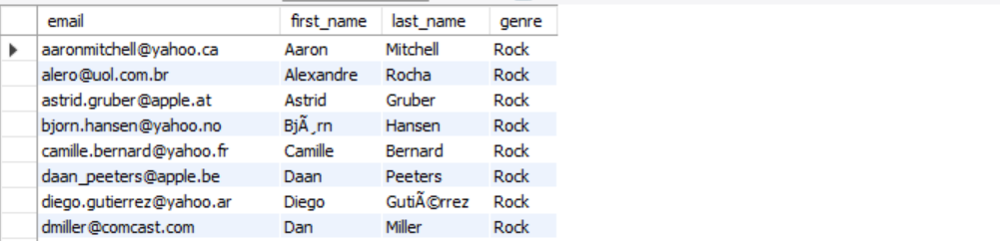 email first_name last_name genre
aaronmitchell@yahoo.ca Aaron Mitchell Rock
alero@uol.com.br Alexandre Rocha Rock
astrid.gruber@apple.at Astrid Gruber Rock
bjorn.hansen@yahoo.no BjÃ¸rn Hansen Rock
camille.bernard@yahoo.fr Camille Bernard Rock
daan_peeters@apple.be Daan Peeters Rock
diego.gutierrez@yahoo.ar Diego GutiÃ©rrez Rock
dmiller@comcast.com Dan Miller Rock